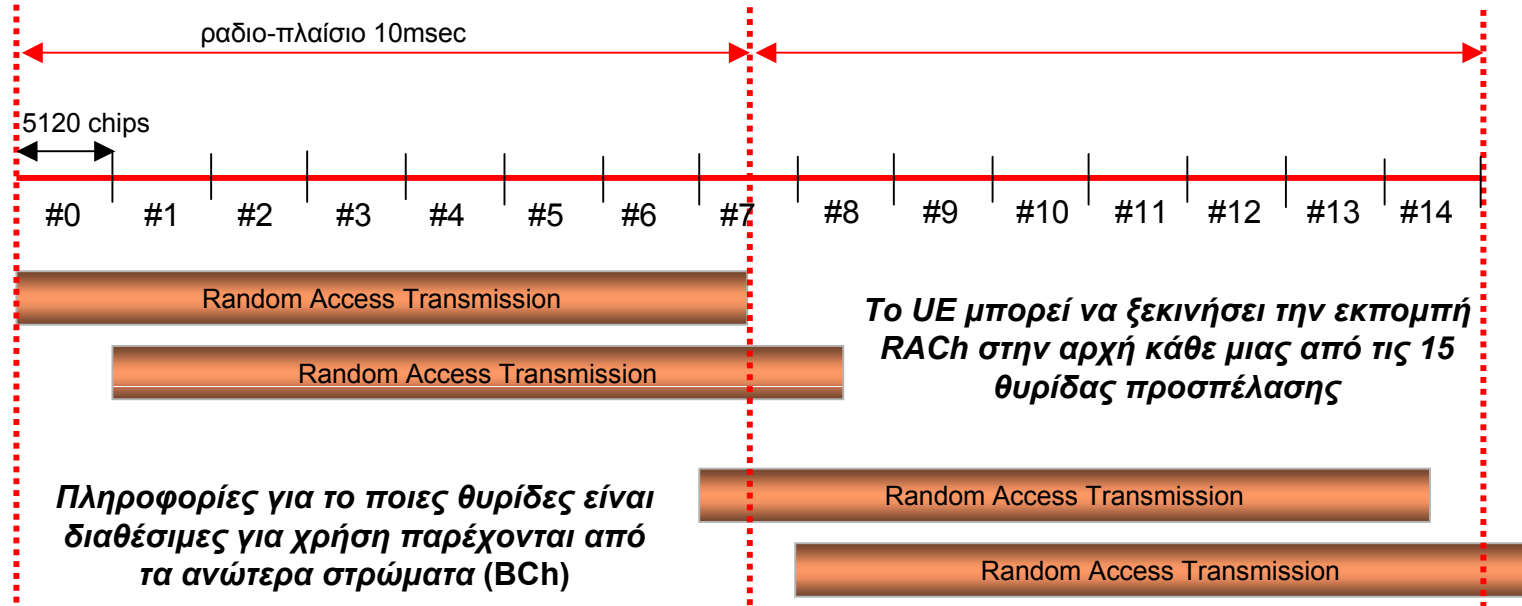 ραδιο-πλαίσιο 10msec
5120 chips
#0 #1 #2 #3 #4 #5 #6 #7 #8 #9 #10 #11 #12 #13 #14
Random Access Transmission
Random Access Transmission
Το UE μπορεί να ξεκινήσει την εκπομπή
RACh στην αρχή κάθε μιας από τις 15
θυρίδας προσπέλασης
Random Access Transmission
Random Access Transmission
Πληροφορίες για το ποιες θυρίδες είναι
διαθέσιμες για χρήση παρέχονται από
τα ανώτερα στρώματα (BCh)